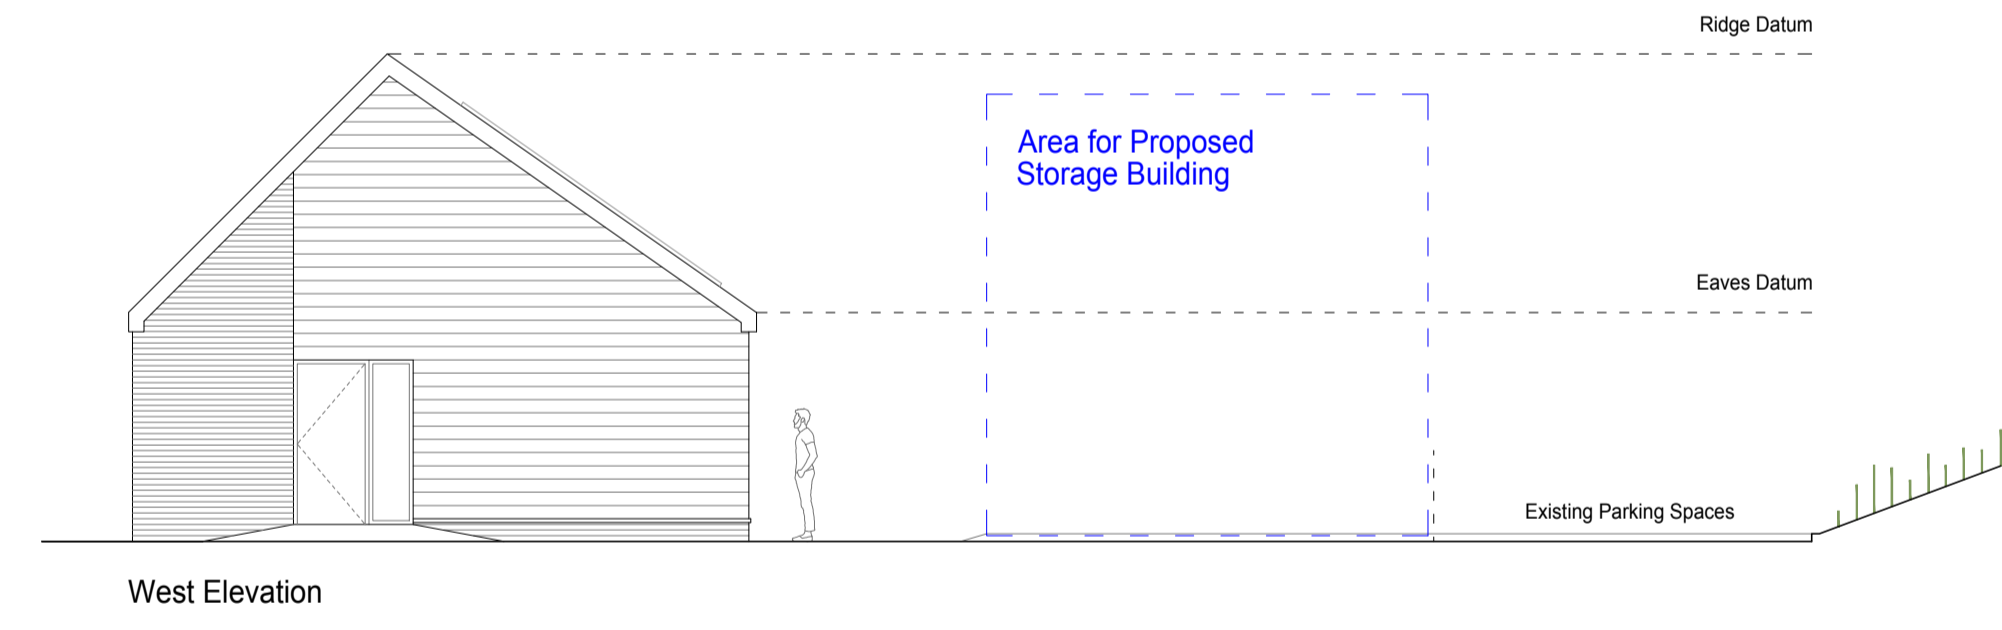 Ridge Datum
Area for Proposed
Storage Building
Eaves Datum
Existing Parking Spaces
West Elevation